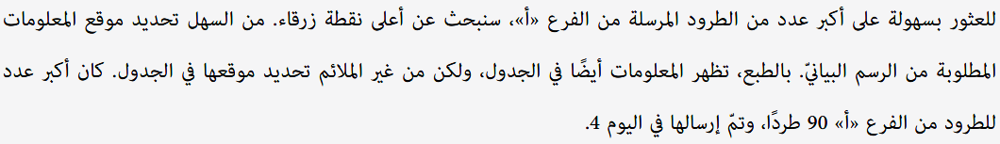 للعثور بسهولة على أكبر عدد من الطرود المرسلة من الفرع «أ»، سنبحث عن أعلى نقطة زرقاء. من السهل تحديد موقع المعلومات
المطلوبة من الرسم البيانيّ. بالطبع، تظهر المعلومات أيضًا في الجدول، ولكن من غير الملائم تحديد موقعها في الجدول. كان أكبر عدد
للطرود من الفرع «أ» 90 طردًا، وتمّ إرسالها في اليوم 4.